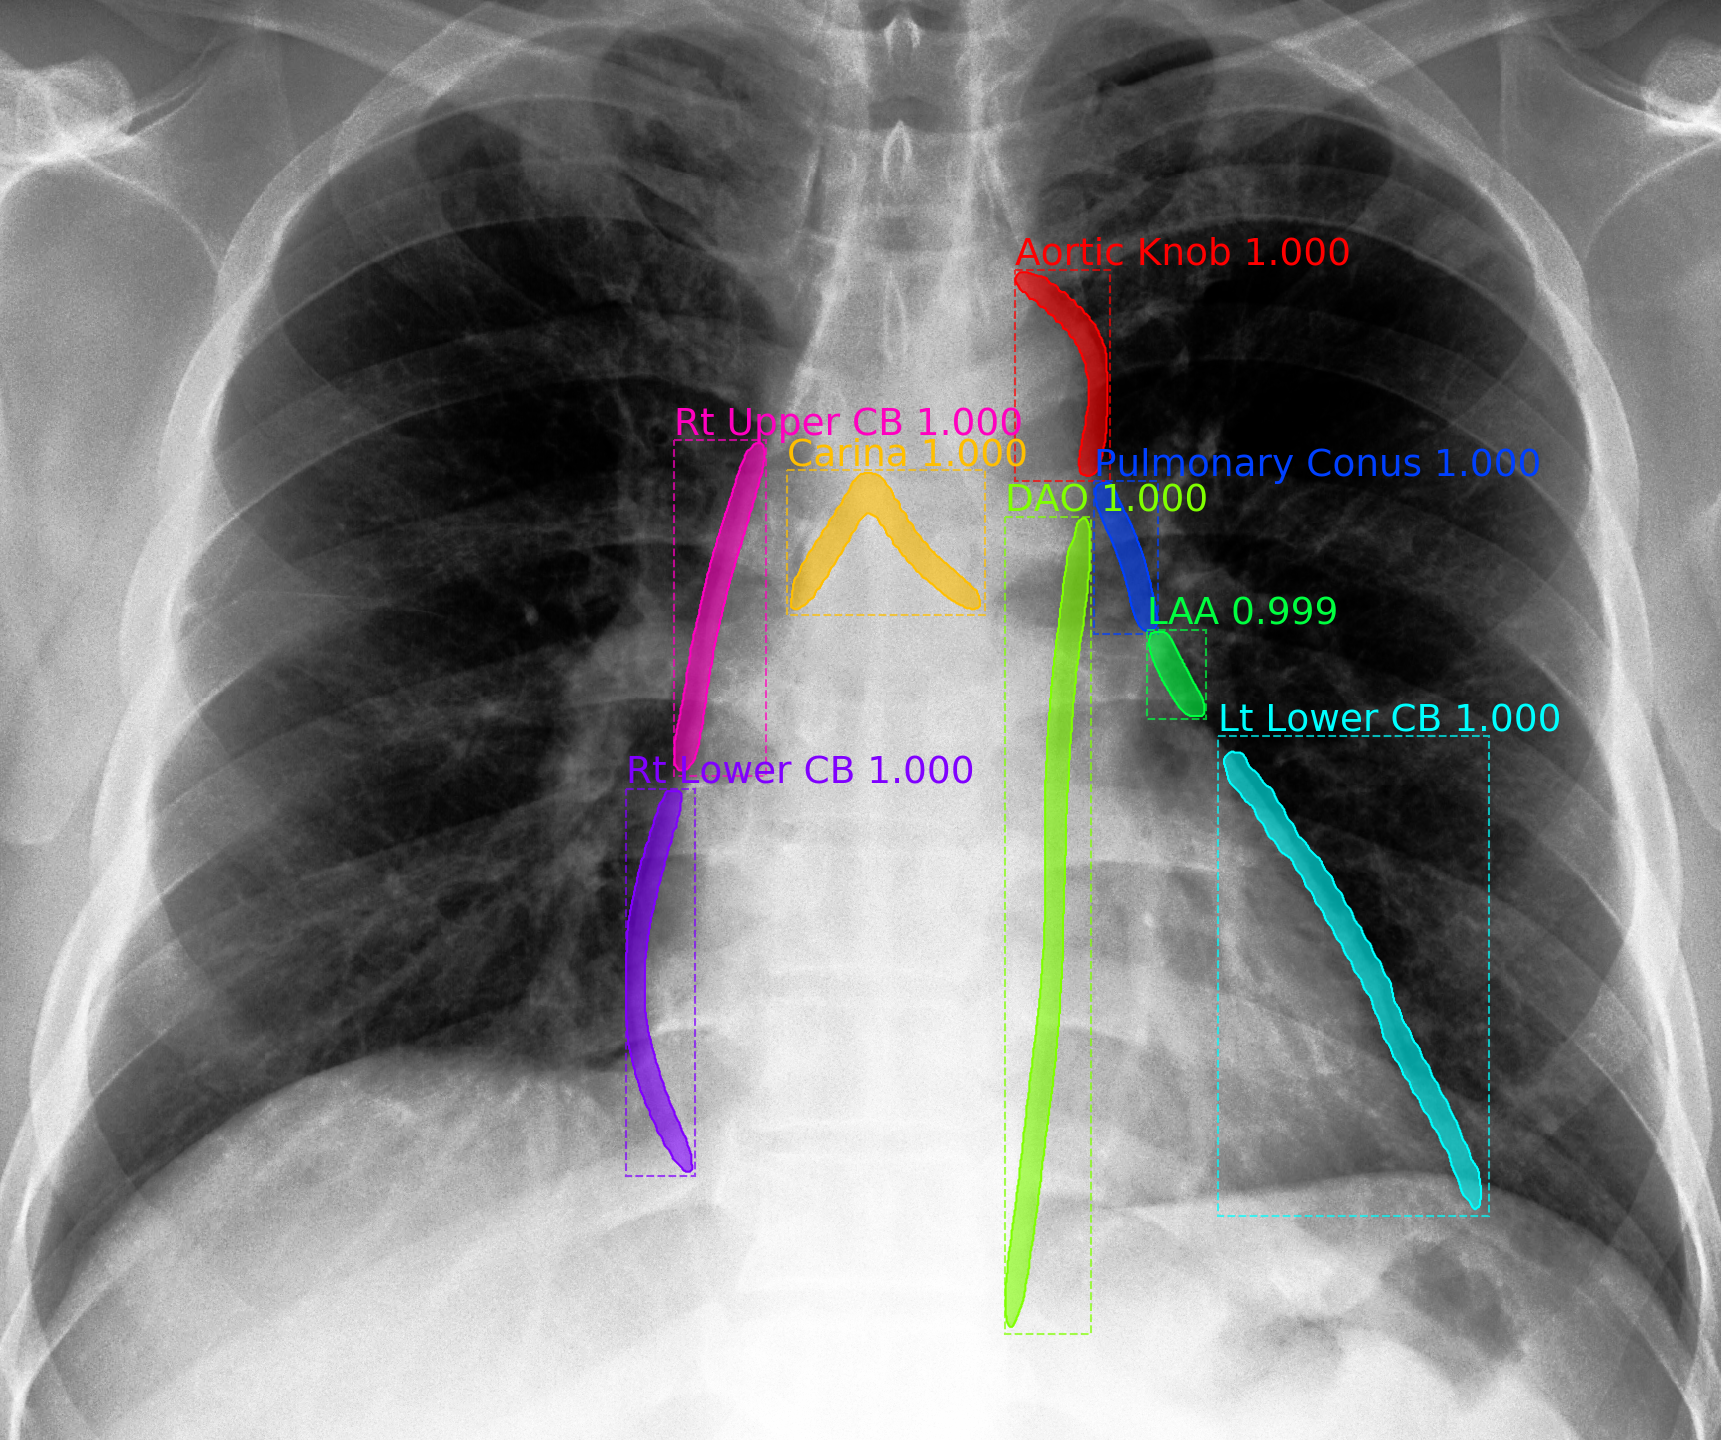 Aortic Knob 1.000
Rt Upper CB 1.000
Carina 1.000
Pulmonary Conus 1.000
DAO 1.000
LAA 0.999
Lt Lower CB 1.000
Rt Lower CB 1.000